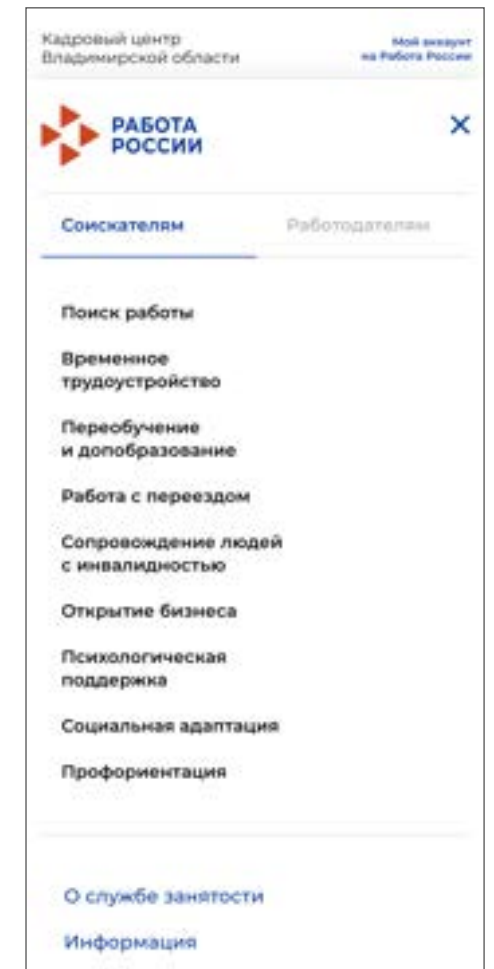 Кадровый центр
Владимирской области
Мой аккаунт
на Работа России
РАБОТА
РОССИИ
Соискателям
Работодателям
Поиск работы
Временное
трудоустройство
Переобучение
и допобразование
Работа с переездом
Сопровождение людей
с инвалидностью
Открытие бизнеса
Психологическая
поддержка
Социальная адаптация
Профориентация
О службе занятости
Информация